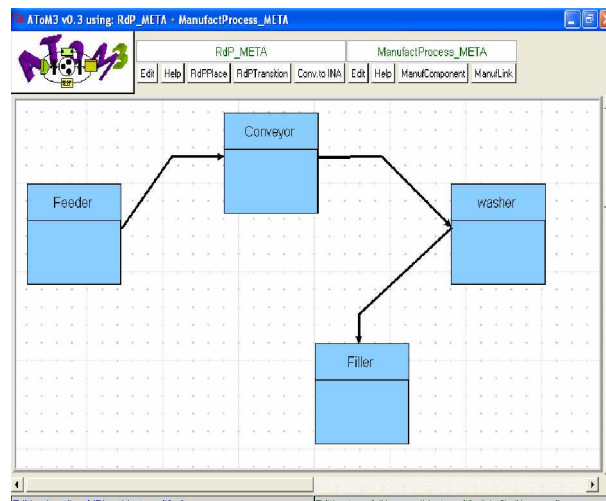 AToM3 v0.3 using: RdP_META + ManufactProcess_META
AToM3
RdP_META
ManufactProcess_META
Edit Help RdPPlace RdPTransition Conv.to INA Edit Help ManufComponent ManufLink
Conveyor
Feeder
washer
Filler